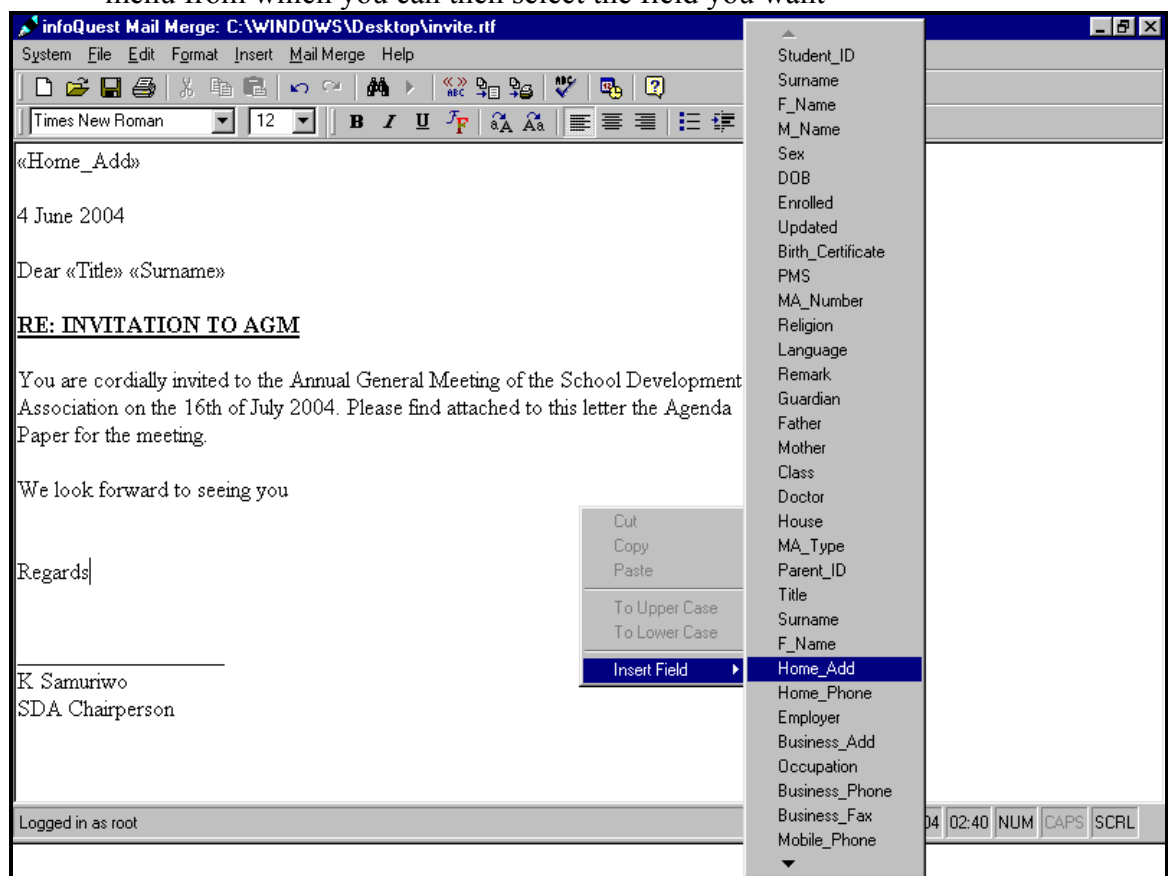 menu from which you can then select the field you want
infoQuest Mail Merge: C:\WINDOWS\Desktop\invite.rtf
System File Edit Format Insert Mail Merge Help
Times New Roman 12 B I U
«Home_Add»
4 June 2004
Dear «Title» «Surname»
RE: INVITATION TO AGM
You are cordially invited to the Annual General Meeting of the School Development
Association on the 16th of July 2004. Please find attached to this letter the Agenda
Paper for the meeting.
We look forward to seeing you
Regards
K Samuriwo
SDA Chairperson
Cut
Copy
Paste
To Upper Case
To Lower Case
Insert Field
Student_ID
Surname
F_Name
M_Name
Sex
DOB
Enrolled
Updated
Birth_Certificate
PMS
MA_Number
Religion
Language
Remark
Guardian
Father
Mother
Class
Doctor
House
MA_Type
Parent_ID
Title
Surname
F_Name
Home_Add
Home_Phone
Employer
Business_Add
Occupation
Business_Phone
Business_Fax
Mobile_Phone
Logged in as root
04 02:40 NUM CAPS SCRL